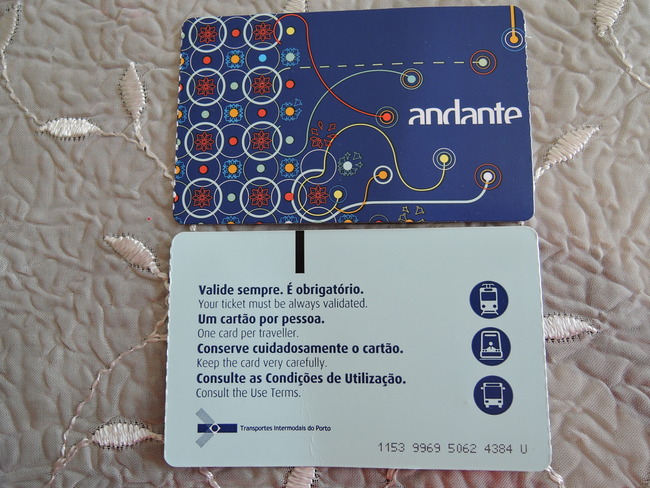 andante
Valide sempre. É obrigatório.
Your ticket must be always validated.
Um cartão por pessoa.
One card per traveller.
Conserve cuidadosamente o cartão.
Keep the card very carefully.
Consulte as Condições de Utilização.
Consult the Use Terms.
Transportes Intermodais do Porto
1153 9969 5062 4384 U